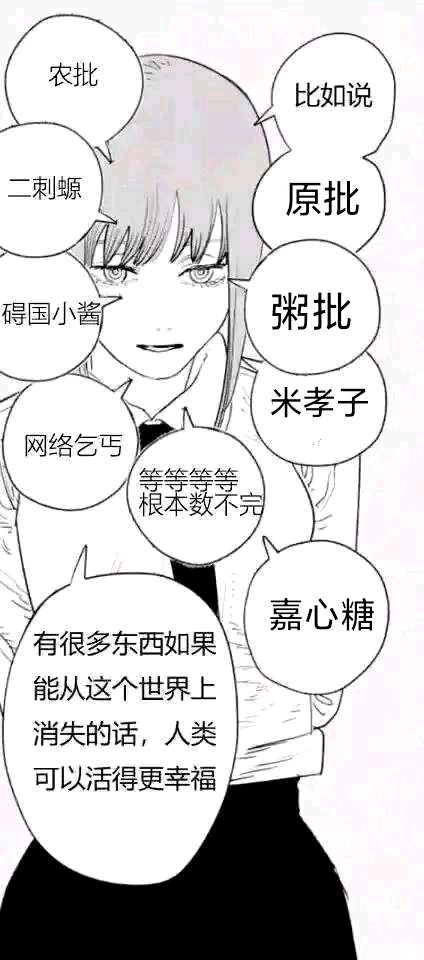 比如说
原批
粥批
米孝子
嘉心糖
农批
二刺螈
碍国小酱
网络乞丐
等等等等
根本数不完
有很多东西如果
能从这个世界上
消失的话，人类
可以活得更幸福